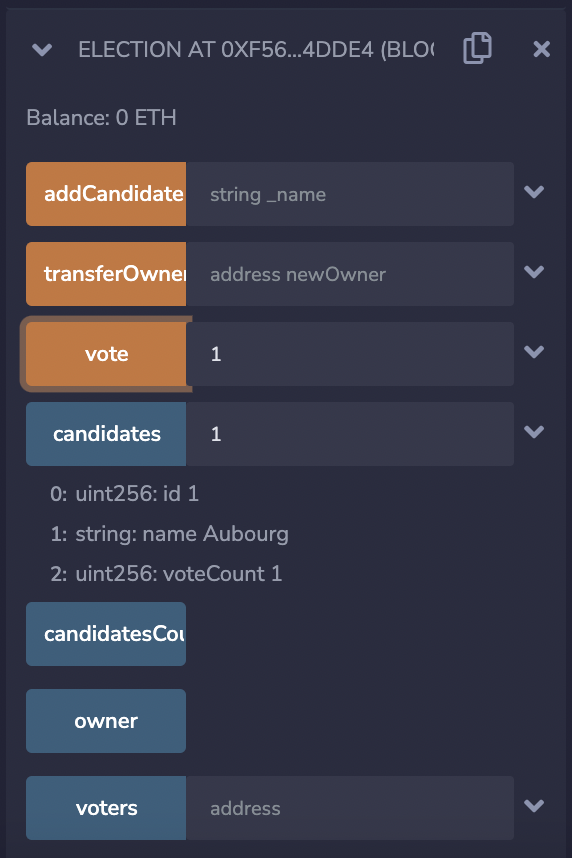 ELECTION AT 0XF56...4DDE4 (BLOC
Balance: 0 ETH
addCandidate string _name
transferOwner address newOwner
vote 1
candidates 1
0: uint256: id 1
1: string: name Aubourg
2: uint256: voteCount 1
candidatesCou
owner
voters address